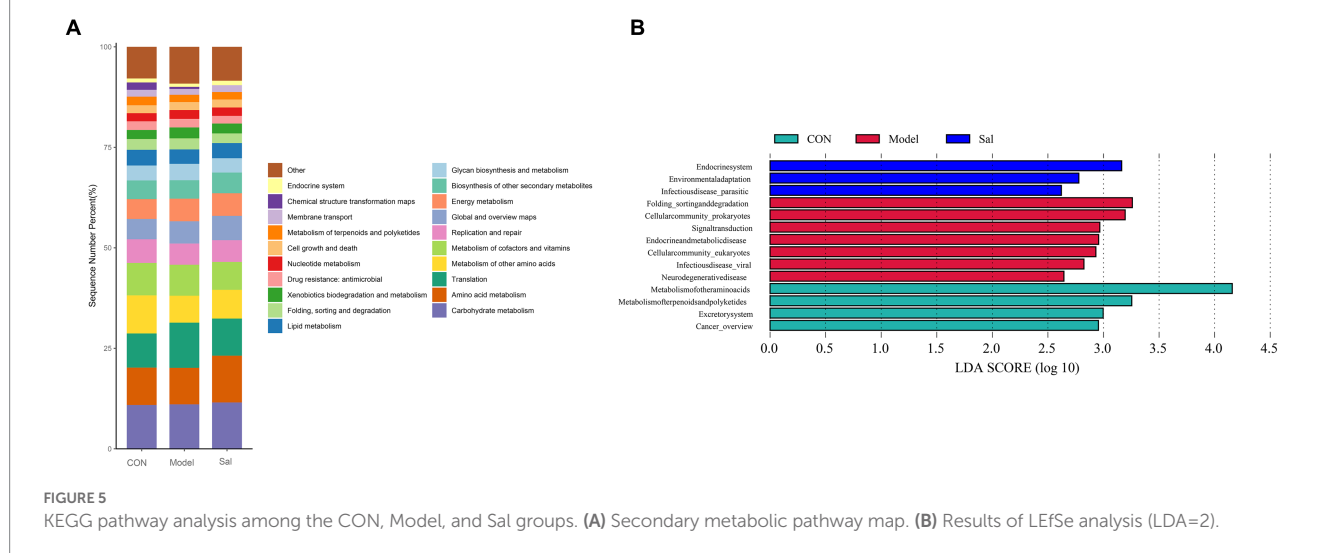 A
100
75
50
25
0
Sequence Number Percent(%)
CON
Model
Sal
Other
Endocrine system
Chemical structure transformation maps
Membrane transport
Metabolism of terpenoids and polyketides
Cell growth and death
Nucleotide metabolism
Drug resistance: antimicrobial
Xenobiotics biodegradation and metabolism
Folding, sorting and degradation
Lipid metabolism
Glycan biosynthesis and metabolism
Biosynthesis of other secondary metabolites
Energy metabolism
Global and overview maps
Replication and repair
Metabolism of cofactors and vitamins
Metabolism of other amino acids
Translation
Amino acid metabolism
Carbohydrate metabolism
B
CON
Model
Sal
Endocrinesystem
Environmentaladaptation
Infectiousdisease_parasitic
Folding_sortinganddegradation
Cellularcommunity_prokaryotes
Signaltransduction
Endocrineandmetabolicdisease
Cellularcommunity_eukaryotes
Infectiousdisease_viral
Neurodegenerativedisease
Metabolismofotheraminoacids
Metabolismofterpenoidsandpolyketides
Excretorysystem
Cancer_overview
0.0 0.5 1.0 1.5 2.0 2.5 3.0 3.5 4.0 4.5
LDA SCORE (log 10)
FIGURE 5
KEGG pathway analysis among the CON, Model, and Sal groups. (A) Secondary metabolic pathway map. (B) Results of LEfSe analysis (LDA=2).